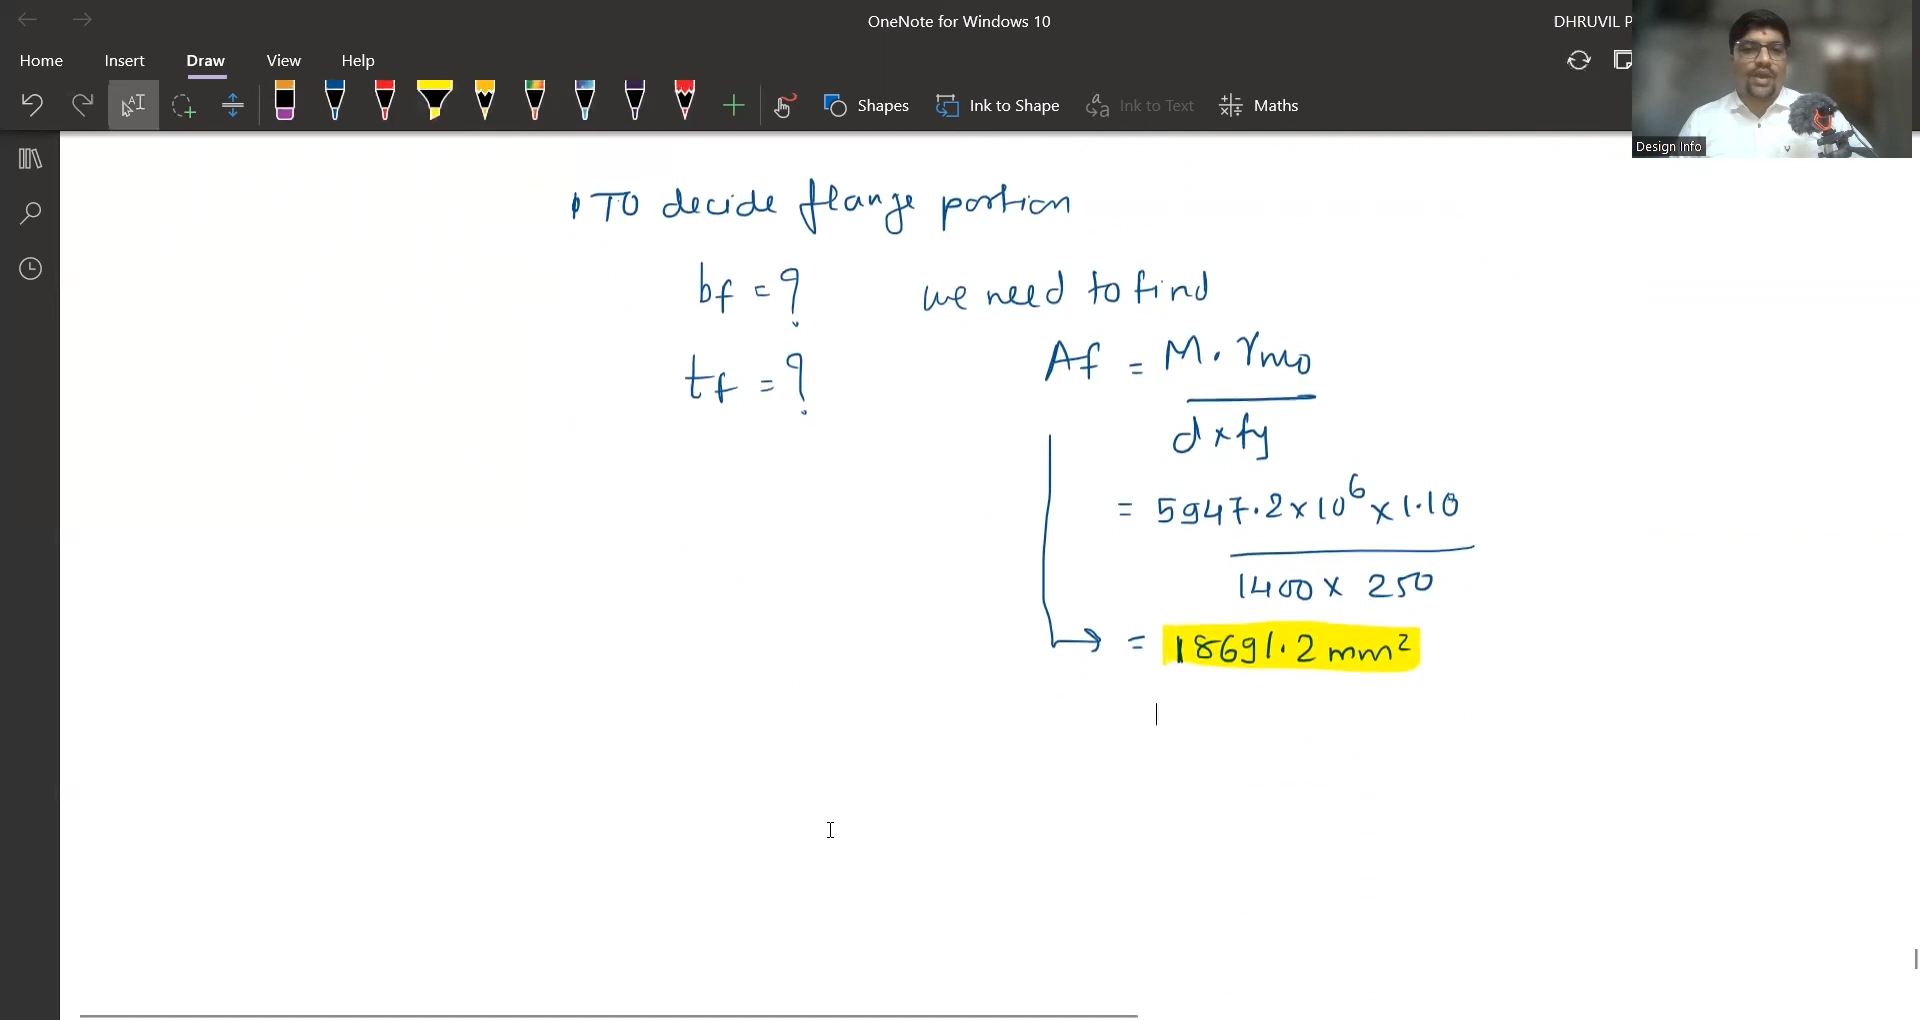 OneNote for Windows 10
DHRUVIL P
Home Insert Draw View Help
Shapes Ink to Shape Ink to Text Maths
Design Info
TO decide flange portion
bf = ?
we need to find
tf = ?
Af = M . γmo
d x fy
= 5947.2 x 10⁶ x 1.10
1400 x 250
= 18691.2 mm²